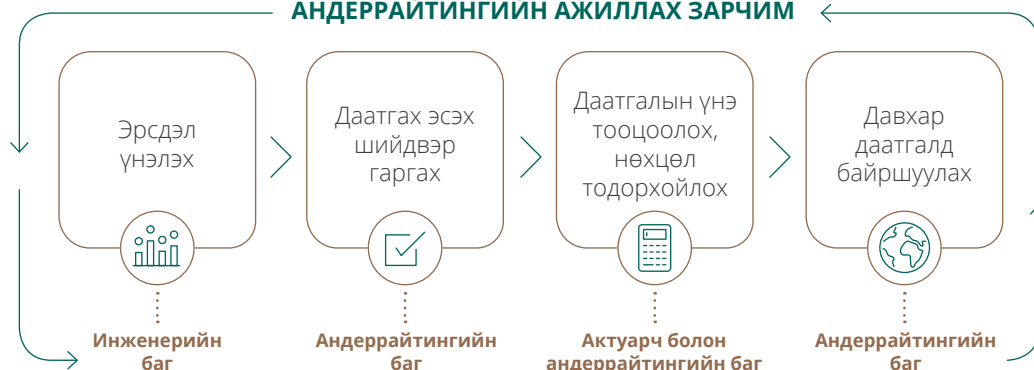 АНДЕРРАЙТИНГИЙН АЖИЛЛАХ ЗАРЧИМ
Эрсдэл
үнэлэх
Даатгах эсэх
шийдвэр
гаргах
Даатгалын үнэ
тооцоолох,
нөхцөл
тодорхойлох
Давхар
даатгалд
байршуулах
Инженерийн
баг
Андеррайтингийн
баг
Актуарч болон
андеррайтингийн баг
Андеррайтингийн
баг